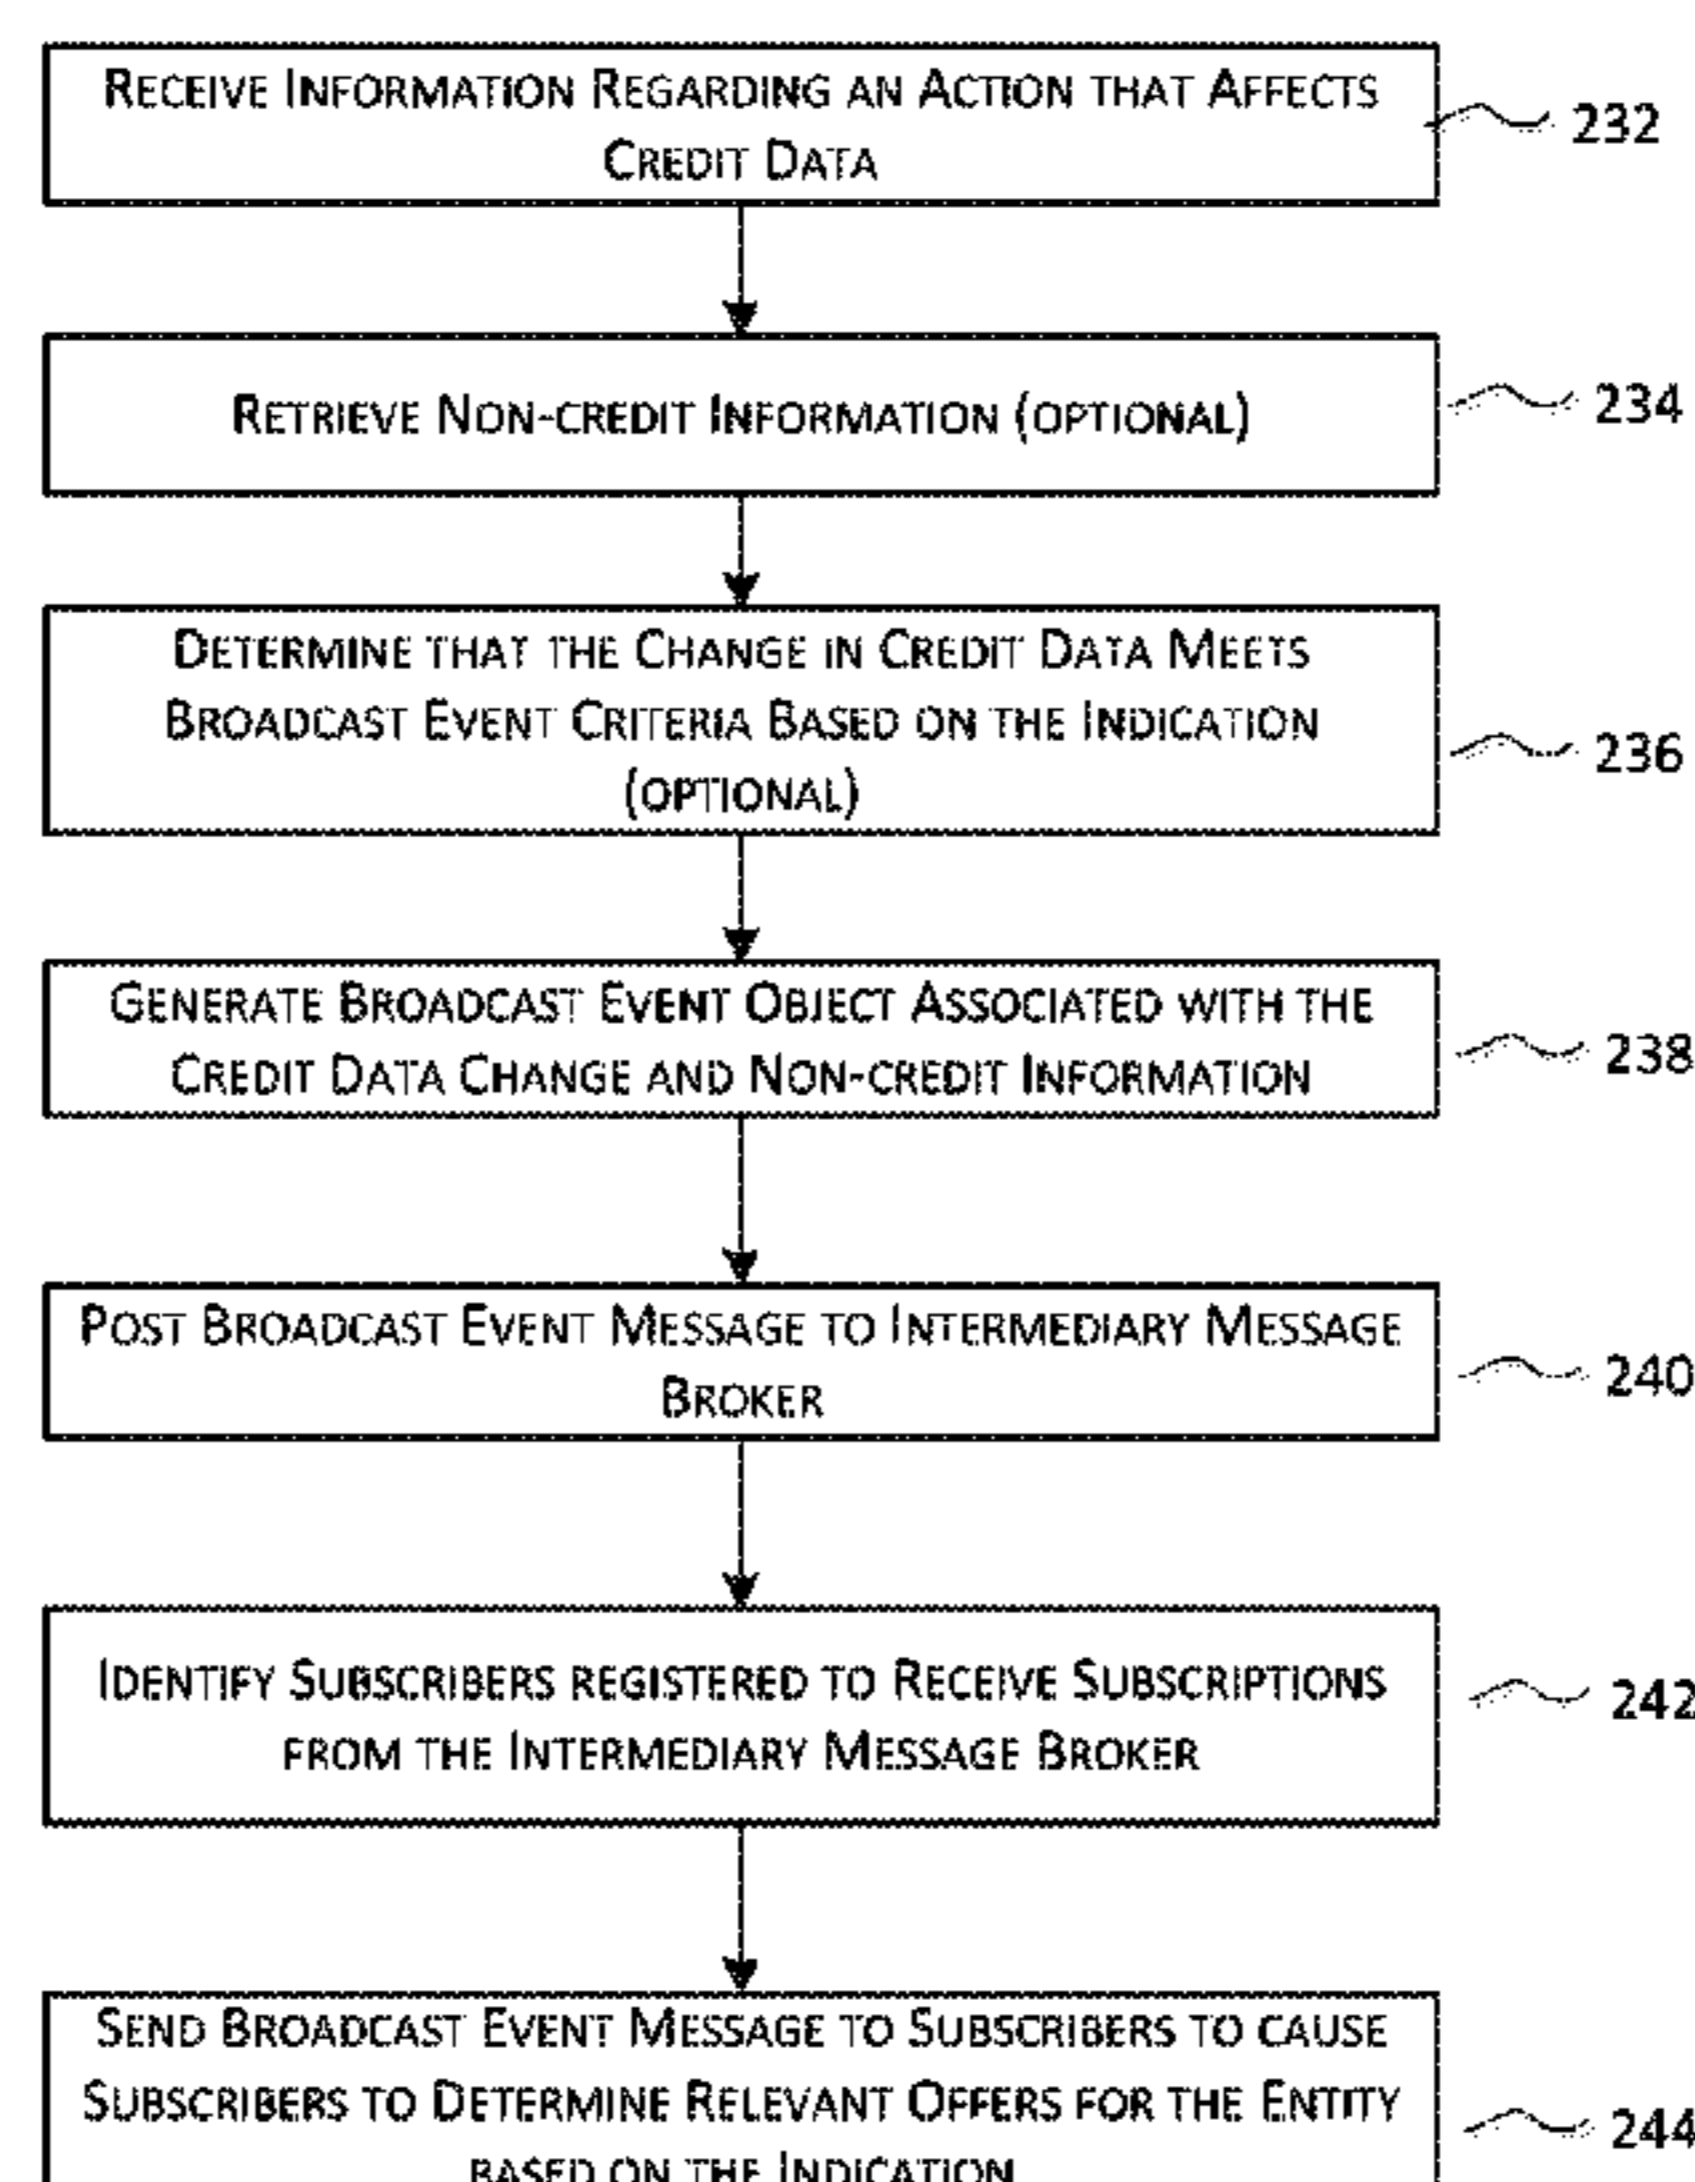 RECEIVE INFORMATION REGARDING AN ACTION THAT AFFECTS
CREDIT DATA
232
RETRIEVE NON-CREDIT INFORMATION (OPTIONAL)
234
DETERMINE THAT THE CHANGE IN CREDIT DATA MEETS
BROADCAST EVENT CRITERIA BASED ON THE INDICATION
(OPTIONAL)
236
GENERATE BROADCAST EVENT OBJECT ASSOCIATED WITH THE
CREDIT DATA CHANGE AND NON-CREDIT INFORMATION
238
POST BROADCAST EVENT MESSAGE TO INTERMEDIARY MESSAGE
BROKER
240
IDENTIFY SUBSCRIBERS REGISTERED TO RECEIVE SUBSCRIPTIONS
FROM THE INTERMEDIARY MESSAGE BROKER
242
SEND BROADCAST EVENT MESSAGE TO SUBSCRIBERS TO CAUSE
SUBSCRIBERS TO DETERMINE RELEVANT OFFERS FOR THE ENTITY
BASED ON THE INDICATION
244